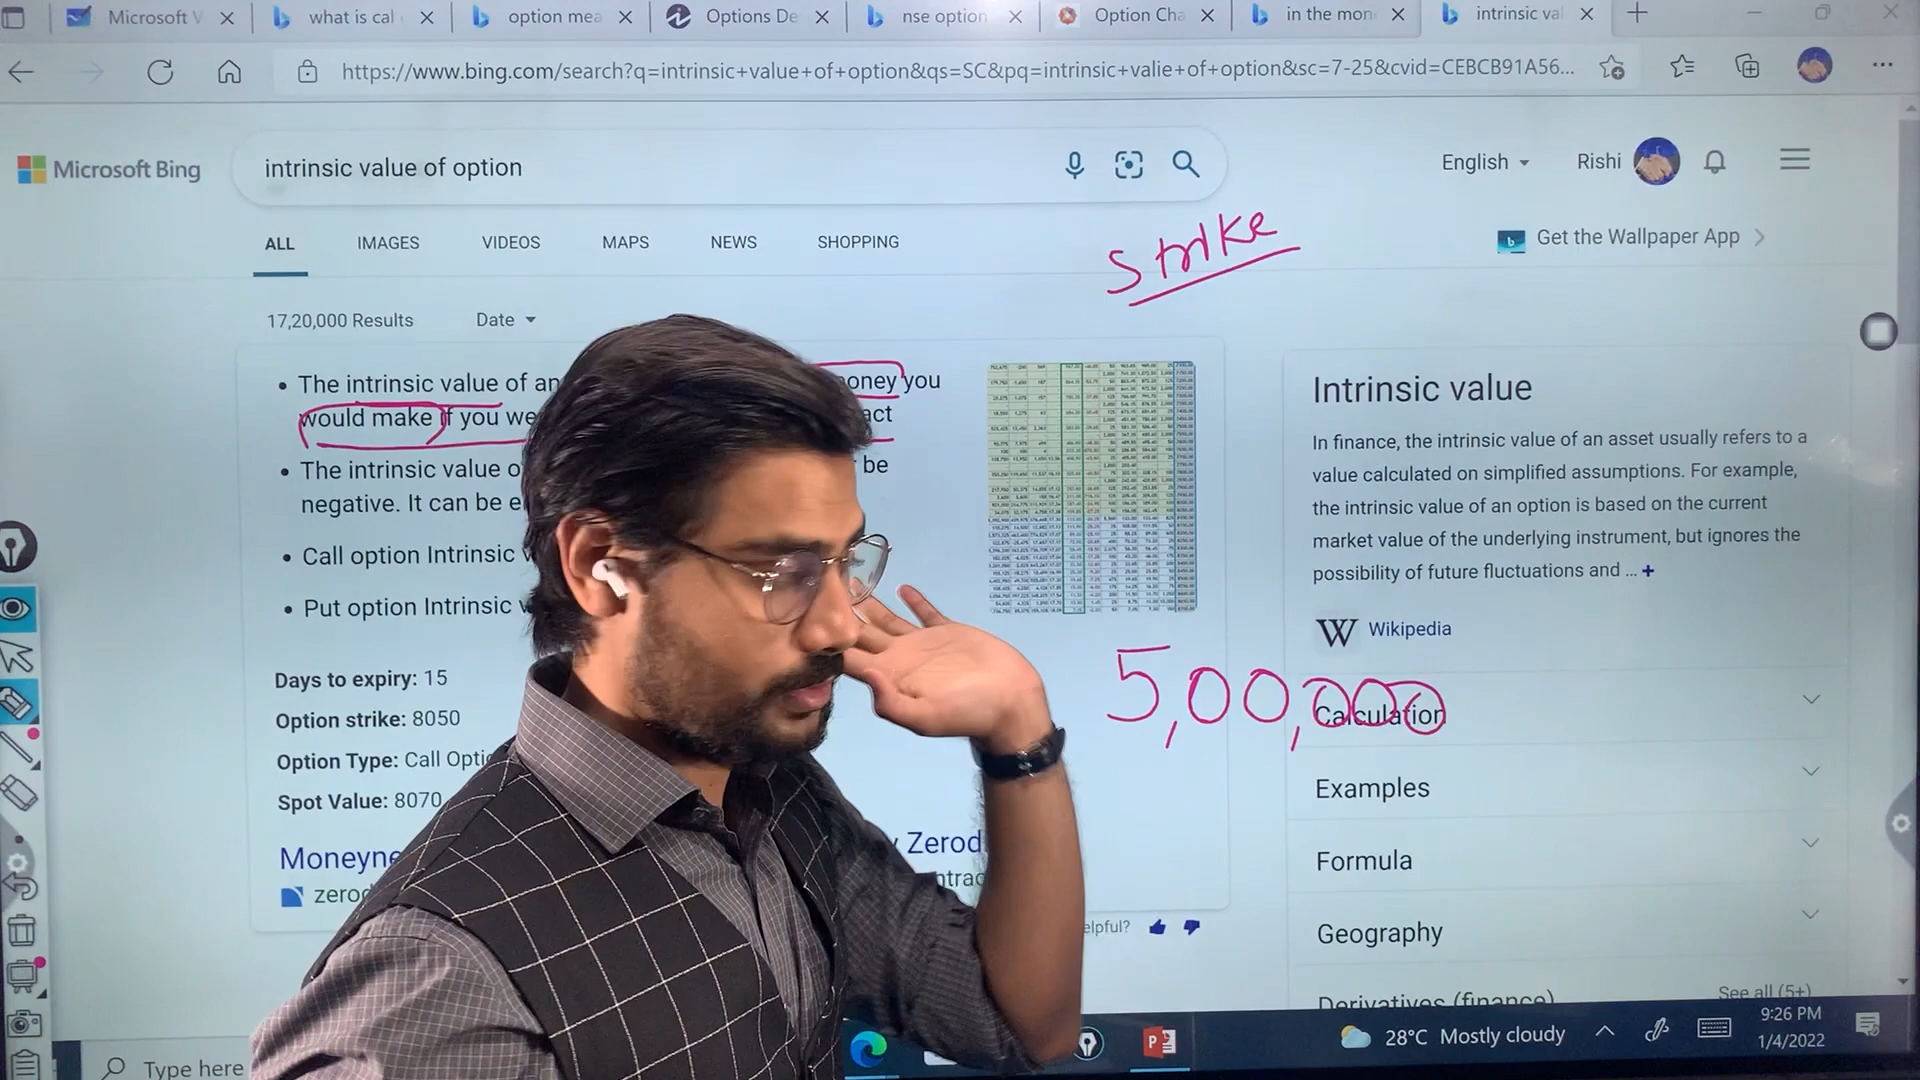 Microsoft V
what is cal
option mea
Options De
nse option
Option Cha
in the mon
intrinsic val
https://www.bing.com/search?q=intrinsic+value+of+option&qs=SC&pq=intrinsic+valie+of+option&sc=7-25&cvid=CEBCB91A56...
Microsoft Bing
intrinsic value of option
English
Rishi
ALL IMAGES VIDEOS MAPS NEWS SHOPPING
Strike
Get the Wallpaper App
17,20,000 Results
Date
The intrinsic value of an
oney you
would make if you we
act
The intrinsic value o
be
negative. It can be e
Call option Intrinsic v
Put option Intrinsic v
Days to expiry: 15
Option strike: 8050
Option Type: Call Optio
Spot Value: 8070
Moneyne
Zerod
zerod
ntrac
elpful?
5,00,000
Intrinsic value
In finance, the intrinsic value of an asset usually refers to a
value calculated on simplified assumptions. For example,
the intrinsic value of an option is based on the current
market value of the underlying instrument, but ignores the
possibility of future fluctuations and ... +
W Wikipedia
Calculation
Examples
Formula
Geography
Derivatives (finance)
See all (5+)
Type here
28°C Mostly cloudy
9:26 PM
1/4/2022